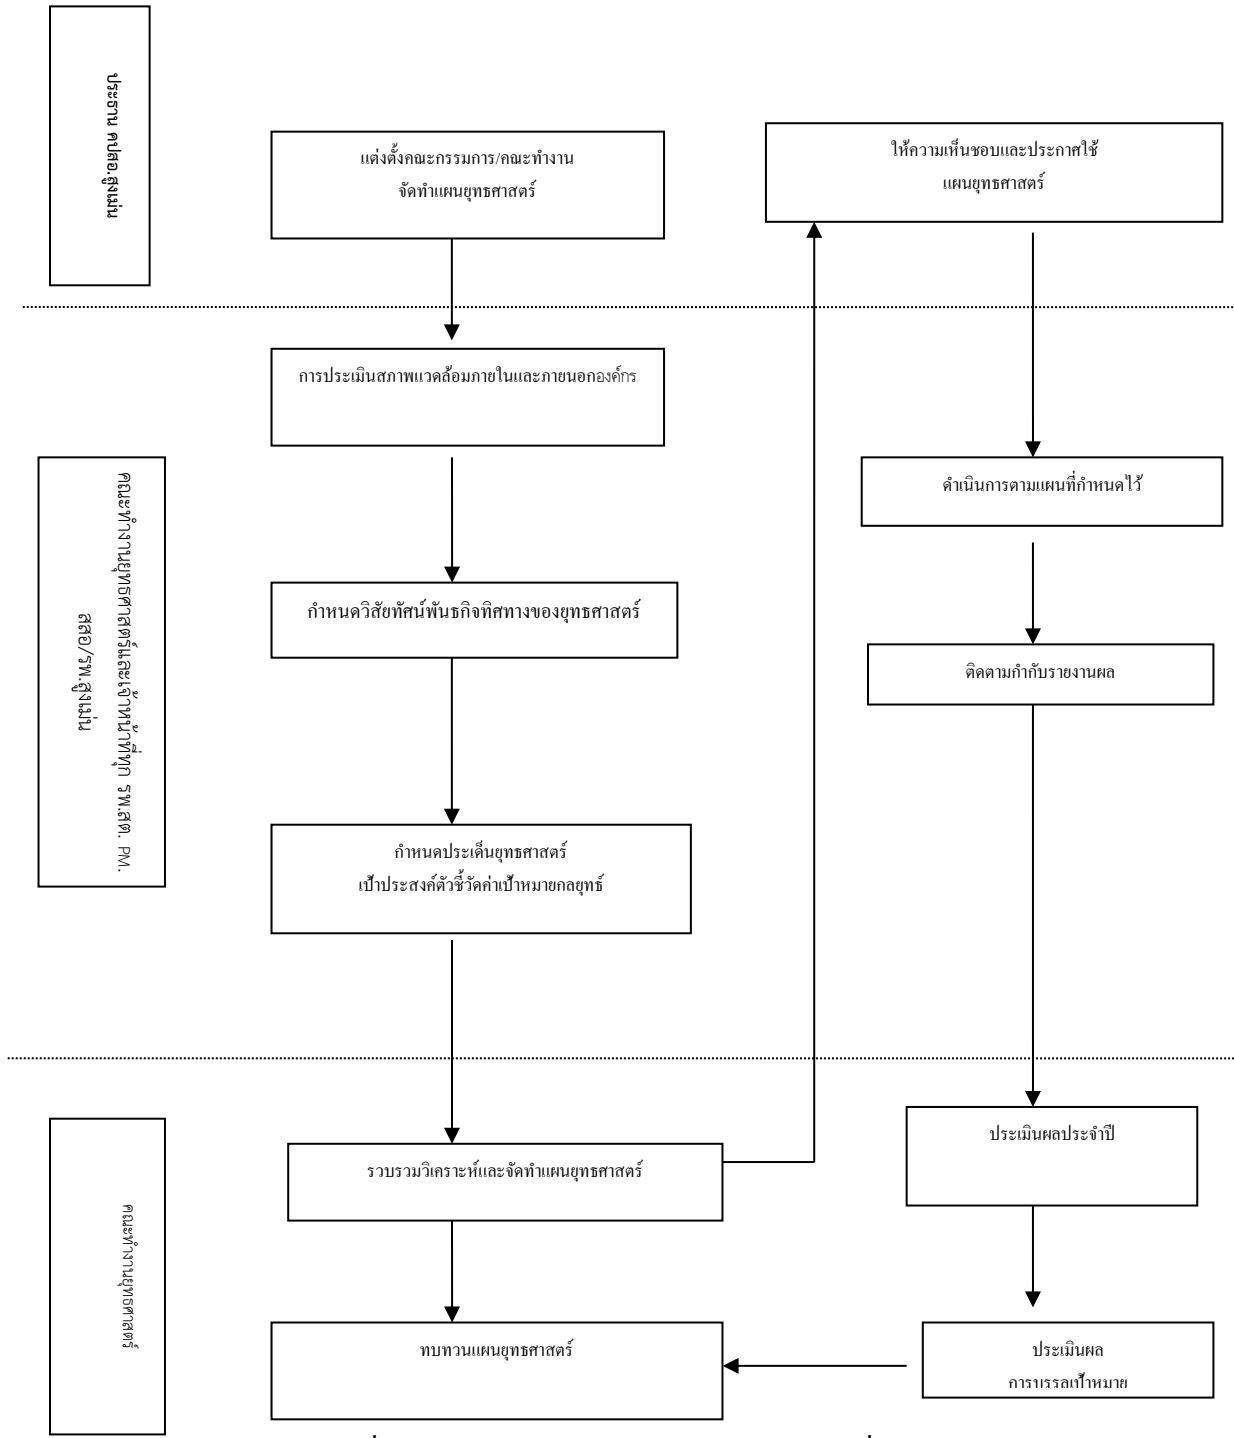 ประธาน คปสอ.สูงเม่น
แต่งตั้งคณะกรรมการ/คณะทำงาน
จัดทำแผนยุทธศาสตร์
ให้ความเห็นชอบและประกาศใช้
แผนยุทธศาสตร์
คณะทำงานยุทธศาสตร์และเจ้าหน้าที่ทุก รพ.สต. PM.
สสอ/รพ.สูงเม่น
การประเมินสภาพแวดล้อมภายในและภายนอกองค์กร
กำหนดวิสัยทัศน์พันธกิจทิศทางของยุทธศาสตร์
กำหนดประเด็นยุทธศาสตร์
เป้าประสงค์ตัวชี้วัดค่าเป้าหมายกลยุทธ์
ดำเนินการตามแผนที่กำหนดไว้
ติดตามกำกับรายงานผล
คณะทำงานยุทธศาสตร์
รวบรวมวิเคราะห์และจัดทำแผนยุทธศาสตร์
ทบทวนแผนยุทธศาสตร์
ประเมินผลประจำปี
ประเมินผล
การบรรลเป้าหมาย